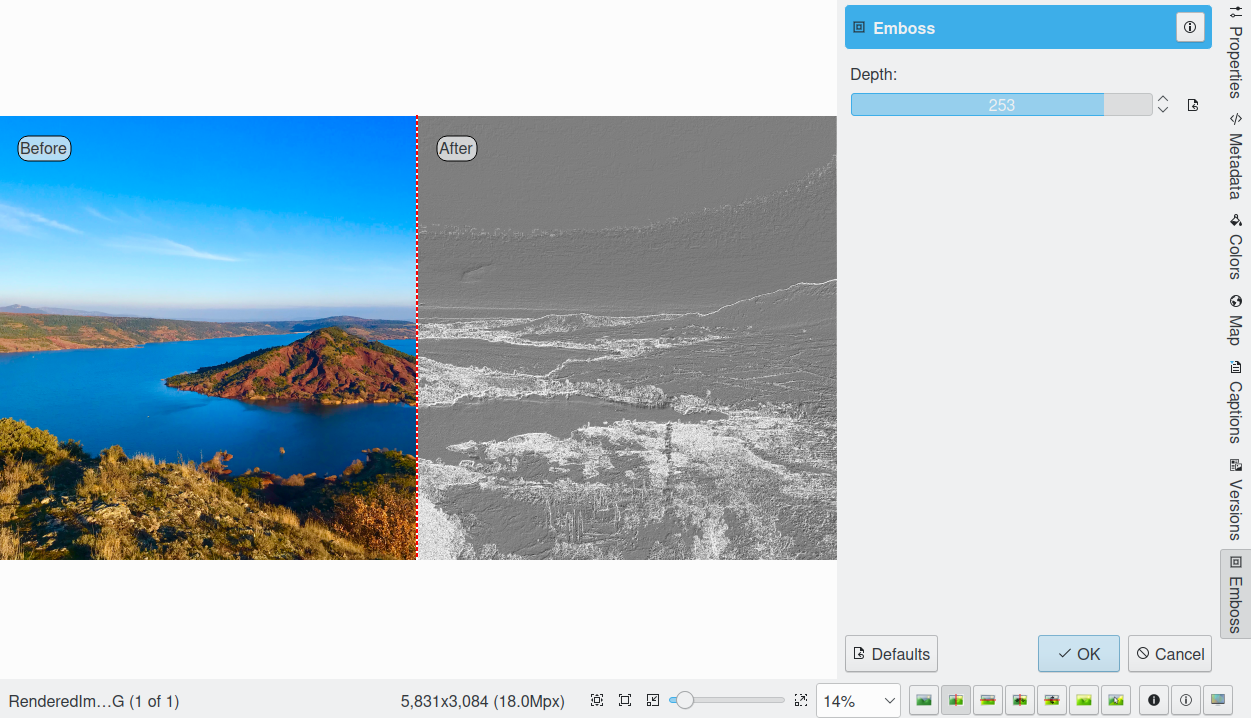 Emboss
Depth:
253
Before
After
Properties
Metadata
Colors
Map
Captions
Versions
Emboss
Defaults
OK
Cancel
RenderedIm...G (1 of 1)
5,831x3,084 (18.0Mpx)
14%